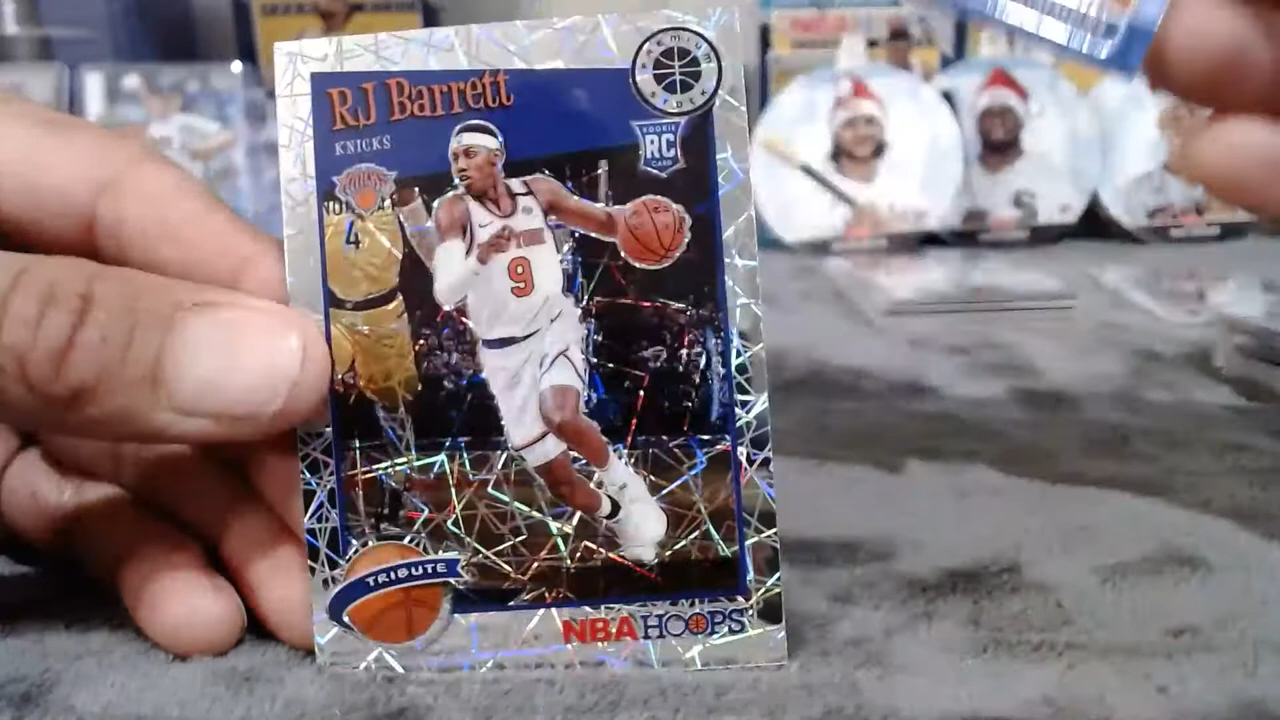 RJ Barrett
KNICKS
PREMIUM
STOCK
ROOKIE
RC
CARD
4
9
TRIBUTE
NBA HOOPS